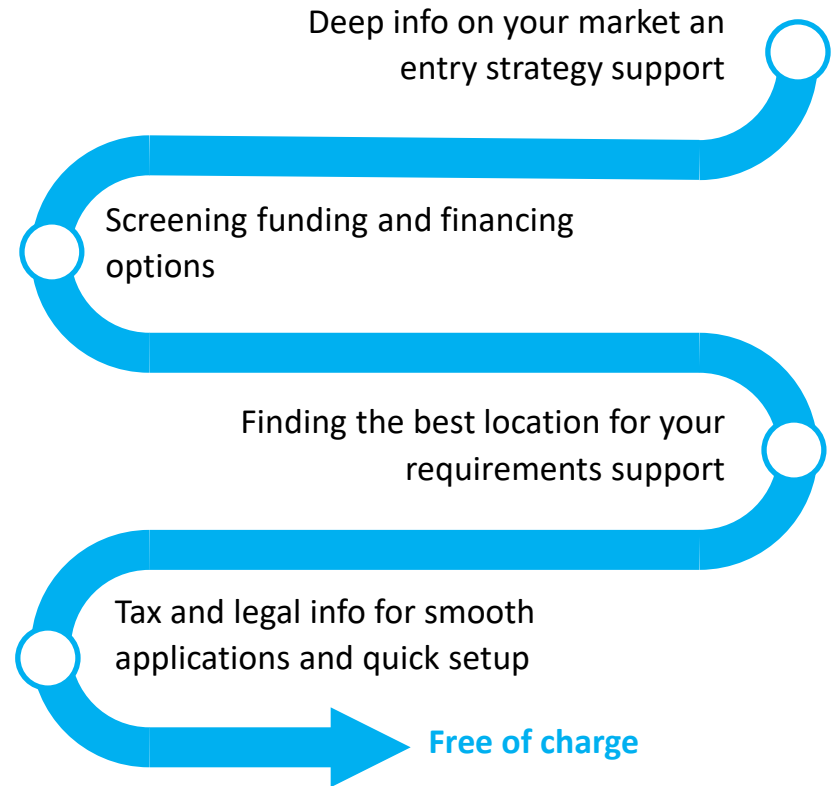 Deep info on your market an
entry strategy support
Screening funding and financing
options
Finding the best location for your
requirements support
Tax and legal info for smooth
applications and quick setup
Free of charge